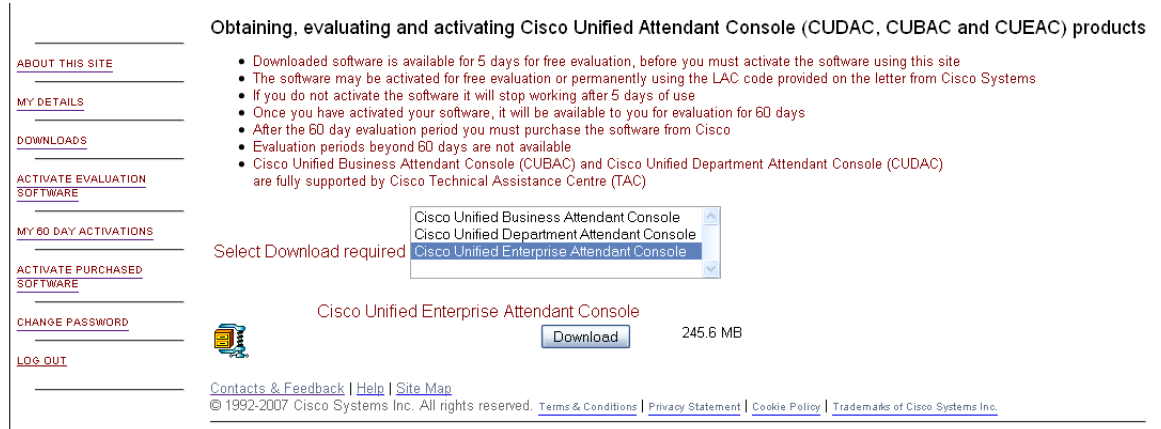 Obtaining, evaluating and activating Cisco Unified Attendant Console (CUDAC, CUBAC and CUEAC) products
ABOUT THIS SITE
MY DETAILS
DOWNLOADS
ACTIVATE EVALUATION
SOFTWARE
MY 60 DAY ACTIVATIONS
ACTIVATE PURCHASED
SOFTWARE
CHANGE PASSWORD
LOG OUT
Downloaded software is available for 5 days for free evaluation, before you must activate the software using this site
The software may be activated for free evaluation or permanently using the LAC code provided on the letter from Cisco Systems
If you do not activate the software it will stop working after 5 days of use
Once you have activated your software, it will be available to you for evaluation for 60 days
After the 60 day evaluation period you must purchase the software from Cisco
Evaluation periods beyond 60 days are not available
Cisco Unified Business Attendant Console (CUBAC) and Cisco Unified Department Attendant Console (CUDAC)
are fully supported by Cisco Technical Assistance Centre (TAC)
Select Download required
Cisco Unified Business Attendant Console
Cisco Unified Department Attendant Console
Cisco Unified Enterprise Attendant Console
Cisco Unified Enterprise Attendant Console
Download 245.6 MB
Contacts & Feedback | Help | Site Map
© 1992-2007 Cisco Systems Inc. All rights reserved. Terms & Conditions | Privacy Statement | Cookie Policy | Trademarks of Cisco Systems Inc.